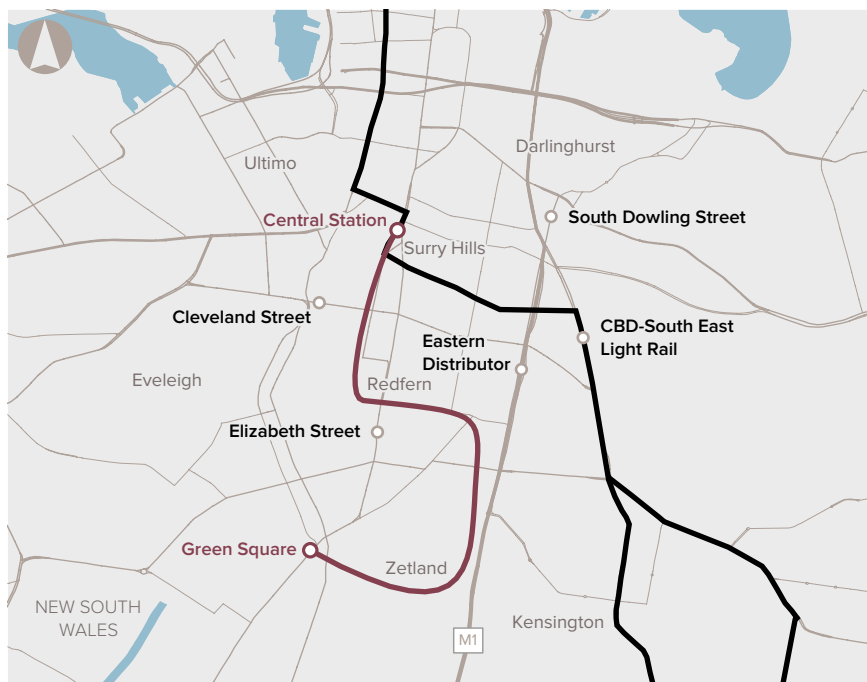 Darlinghurst
Ultimo
South Dowling Street
Central Station
Surry Hills
Cleveland Street
CBD-South East
Light Rail
Eastern
Distributor
Eveleigh
Redfern
Elizabeth Street
Green Square
Zetland
NEW SOUTH
WALES
Kensington
M1